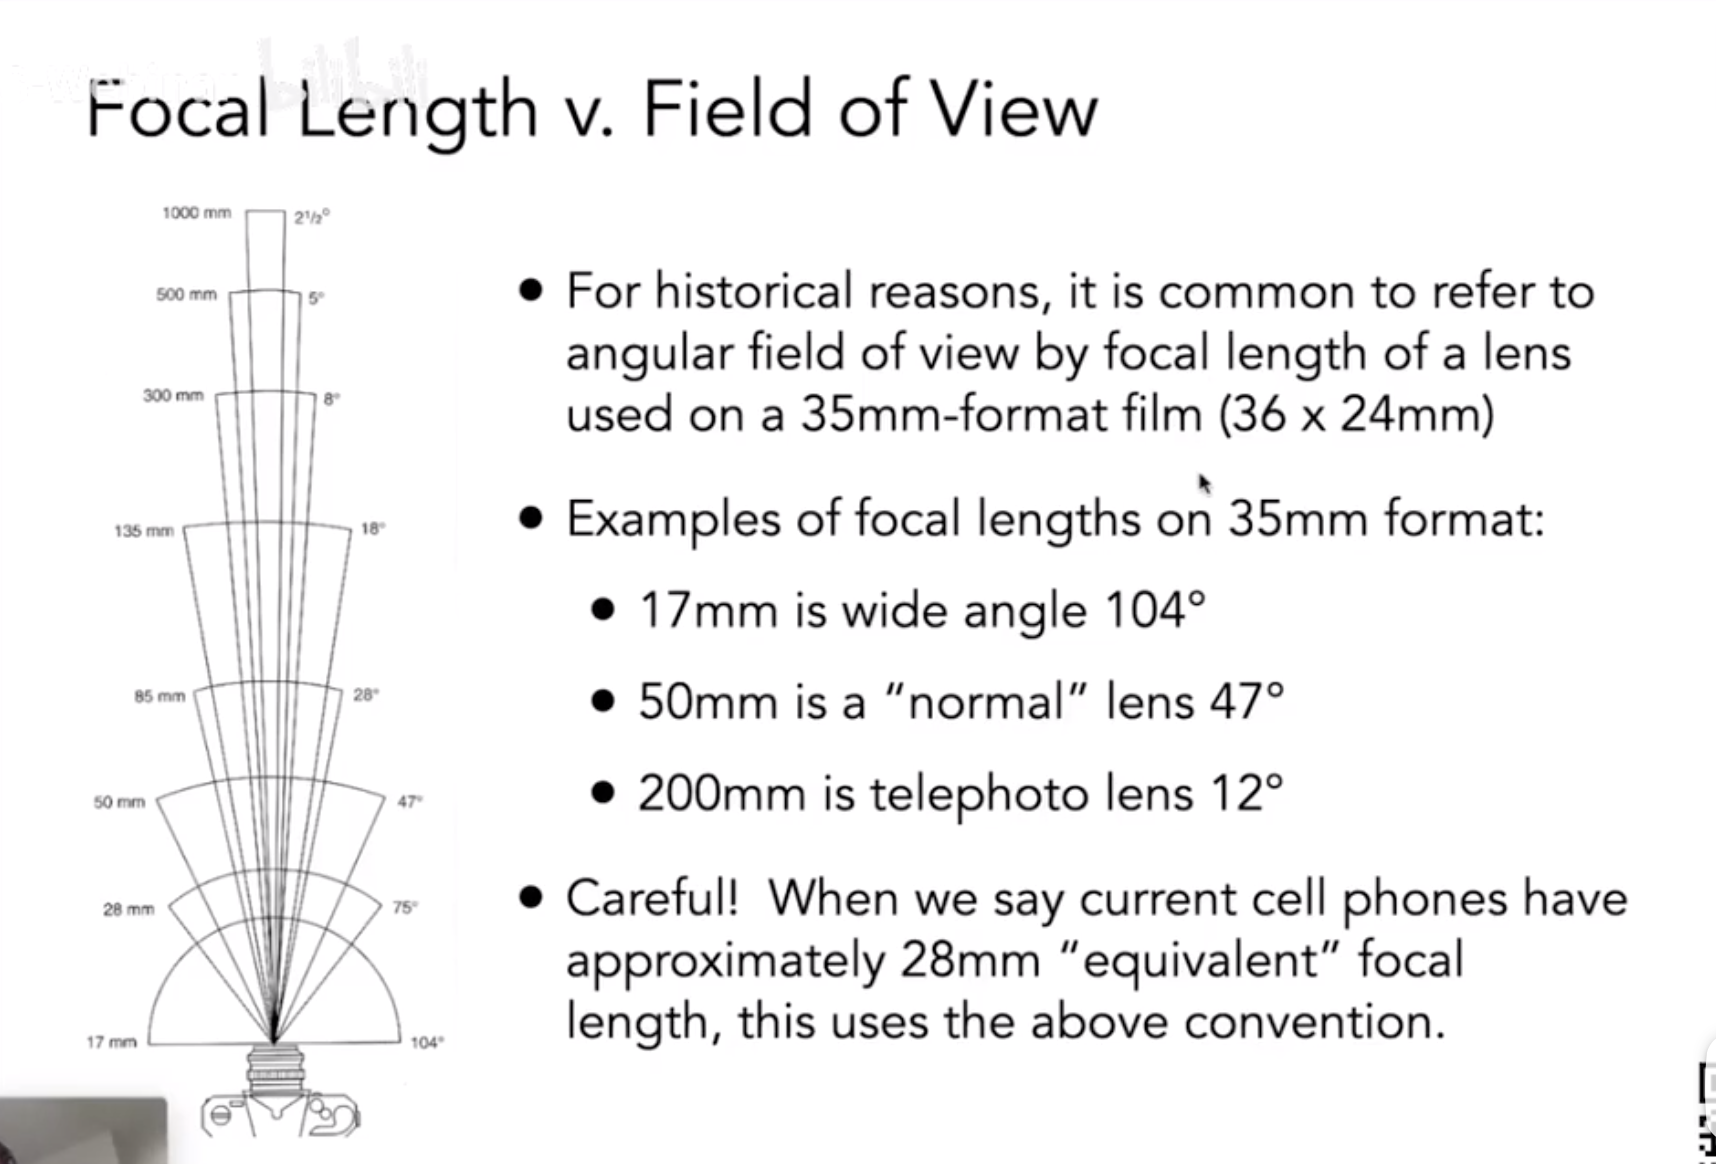 Focal Length v. Field of View
bilibili
1000 mm 2½°
500 mm 5°
300 mm 8°
135 mm 18°
85 mm 28°
50 mm 47°
28 mm 75°
17 mm 104°
● For historical reasons, it is common to refer to
angular field of view by focal length of a lens
used on a 35mm-format film (36 x 24mm)
● Examples of focal lengths on 35mm format:
● 17mm is wide angle 104°
● 50mm is a “normal” lens 47°
● 200mm is telephoto lens 12°
● Careful! When we say current cell phones have
approximately 28mm “equivalent” focal
length, this uses the above convention.